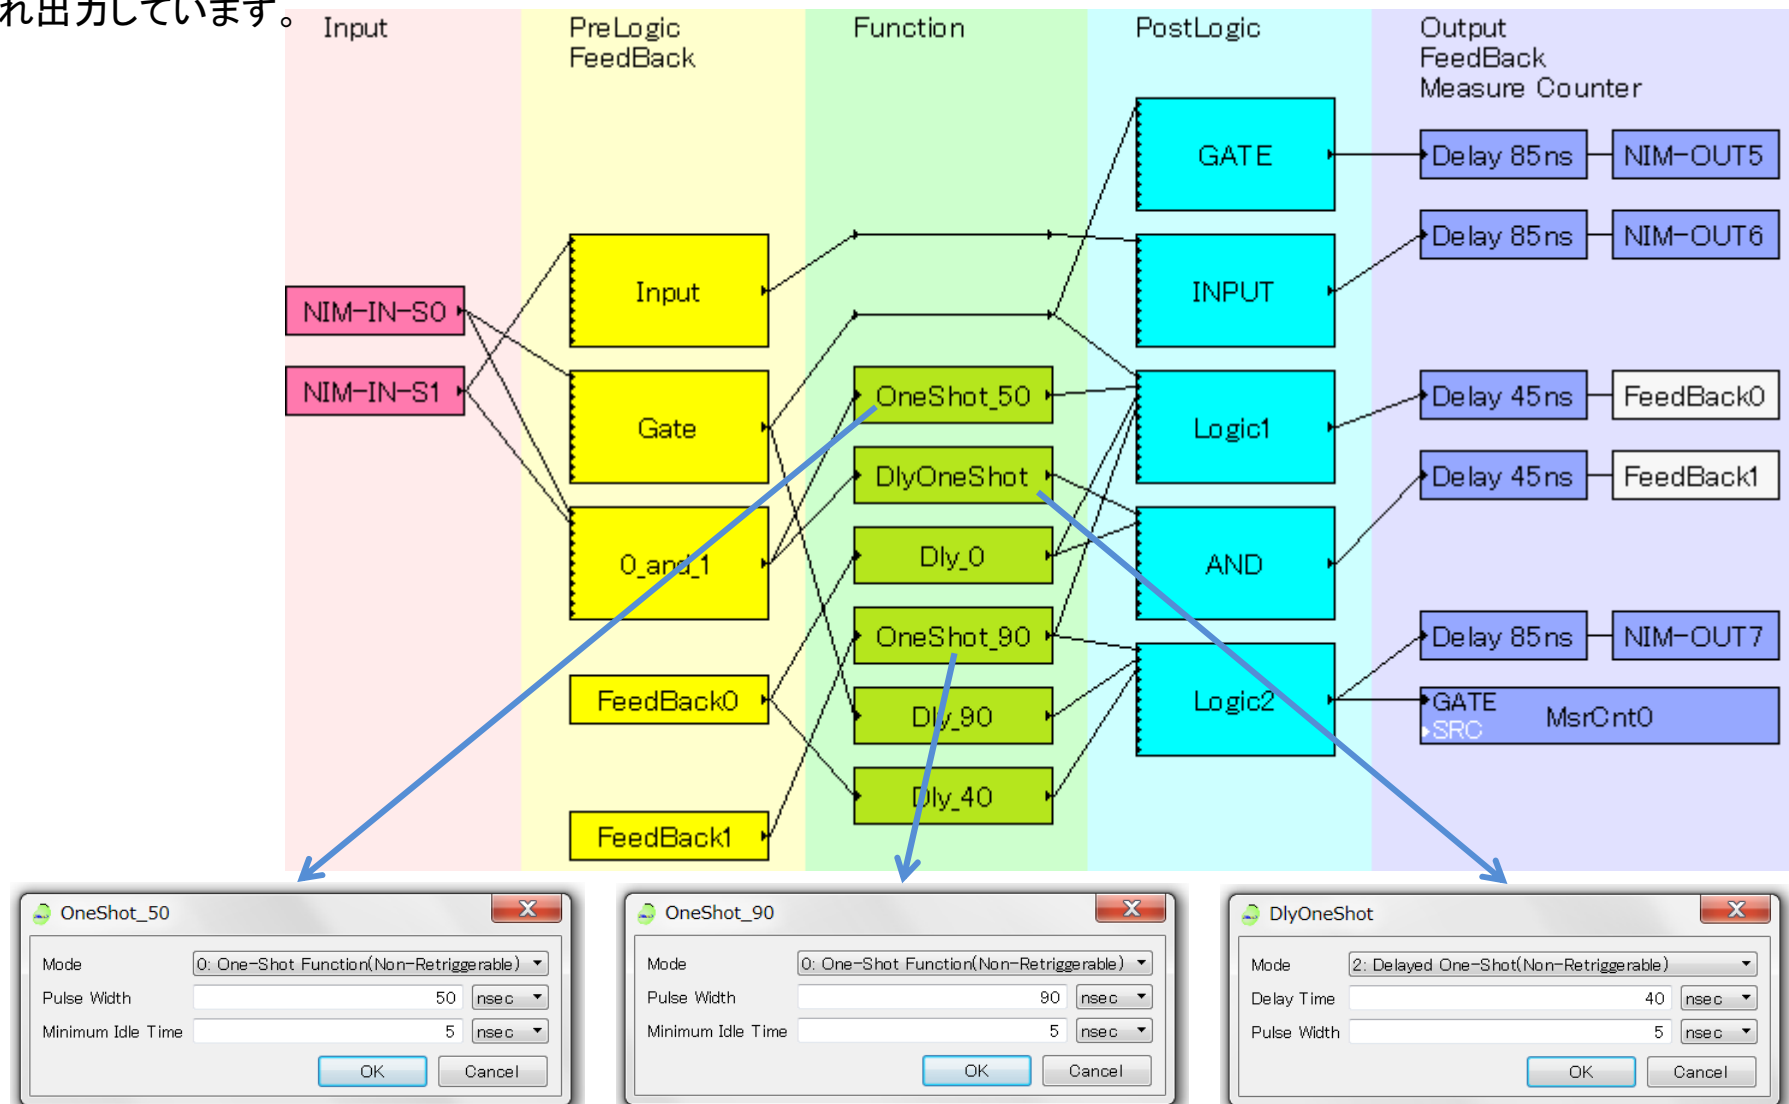 れ出力しています。
Input
PreLogic
FeedBack
Function
PostLogic
Output
FeedBack
Measure Counter
NIM-IN-S0
NIM-IN-S1
Input
Gate
0_and_1
FeedBack0
FeedBack1
OneShot_50
DlyOneShot
Dly_0
OneShot_90
Dly_90
Dly_40
GATE
INPUT
Logic1
AND
Logic2
Delay 85ns
NIM-OUT5
Delay 85ns
NIM-OUT6
Delay 45ns
FeedBack0
Delay 45ns
FeedBack1
Delay 85ns
NIM-OUT7
GATE
SRC
MsrCnt0
OneShot_50
Mode
0: One-Shot Function(Non-Retriggerable)
Pulse Width
50
nsec
Minimum Idle Time
5
nsec
OK
Cancel
OneShot_90
Mode
0: One-Shot Function(Non-Retriggerable)
Pulse Width
90
nsec
Minimum Idle Time
5
nsec
OK
Cancel
DlyOneShot
Mode
2: Delayed One-Shot(Non-Retriggerable)
Delay Time
40
nsec
Pulse Width
5
nsec
OK
Cancel